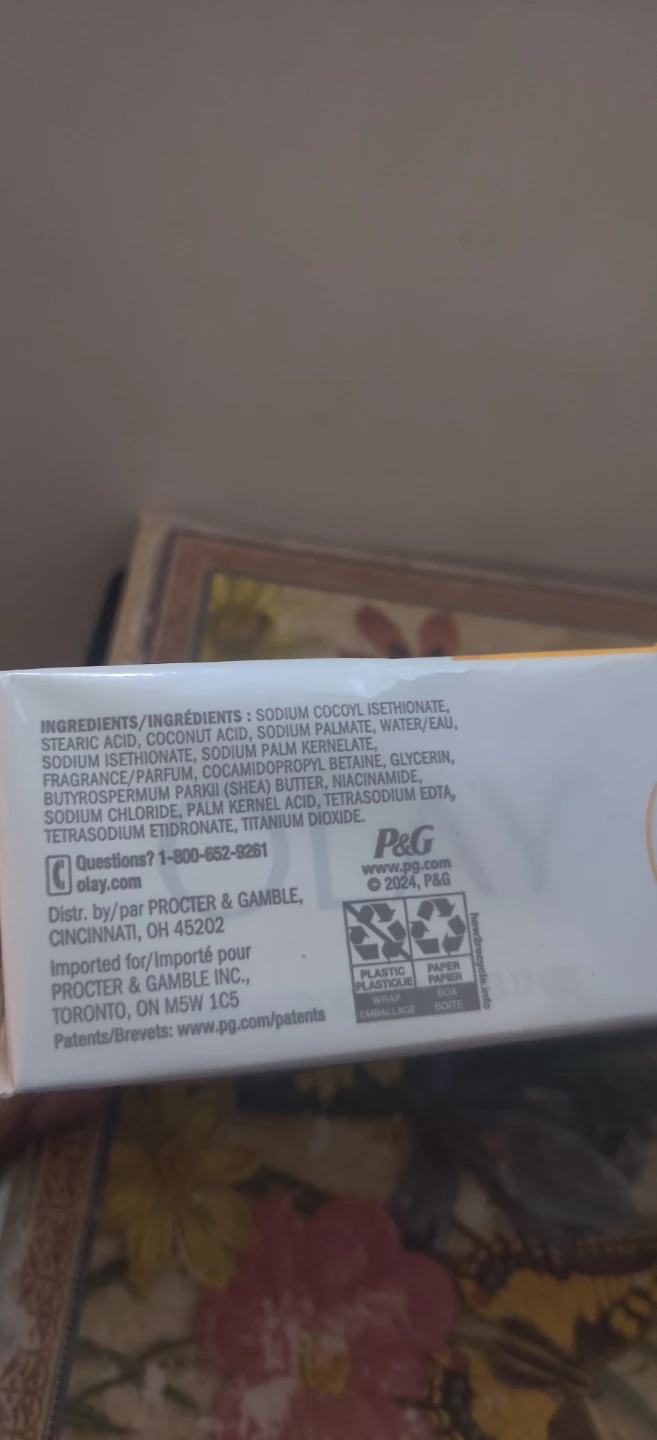 INGREDIENTS/INGRÉDIENTS : SODIUM COCOYL ISETHIONATE,
STEARIC ACID, COCONUT ACID, SODIUM PALMATE, WATER/EAU,
SODIUM ISETHIONATE, SODIUM PALM KERNELATE,
FRAGRANCE/PARFUM, COCAMIDOPROPYL BETAINE, GLYCERIN,
BUTYROSPERMUM PARKII (SHEA) BUTTER, NIACINAMIDE,
SODIUM CHLORIDE, PALM KERNEL ACID, TETRASODIUM EDTA,
TETRASODIUM ETIDRONATE, TITANIUM DIOXIDE.
Questions? 1-800-652-9261
olay.com
Distr. by/par PROCTER & GAMBLE,
CINCINNATI, OH 45202
Imported for/Importé pour
PROCTER & GAMBLE INC.,
TORONTO, ON M5W 1C5
Patents/Brevets: www.pg.com/patents
P&G
www.pg.com
© 2024, P&G
PLASTIC
PLASTIQUE
WRAP
EMBALLAGE
PAPER
PAPIER
BOX
BOÎTE
how2recycle.info
OLAY